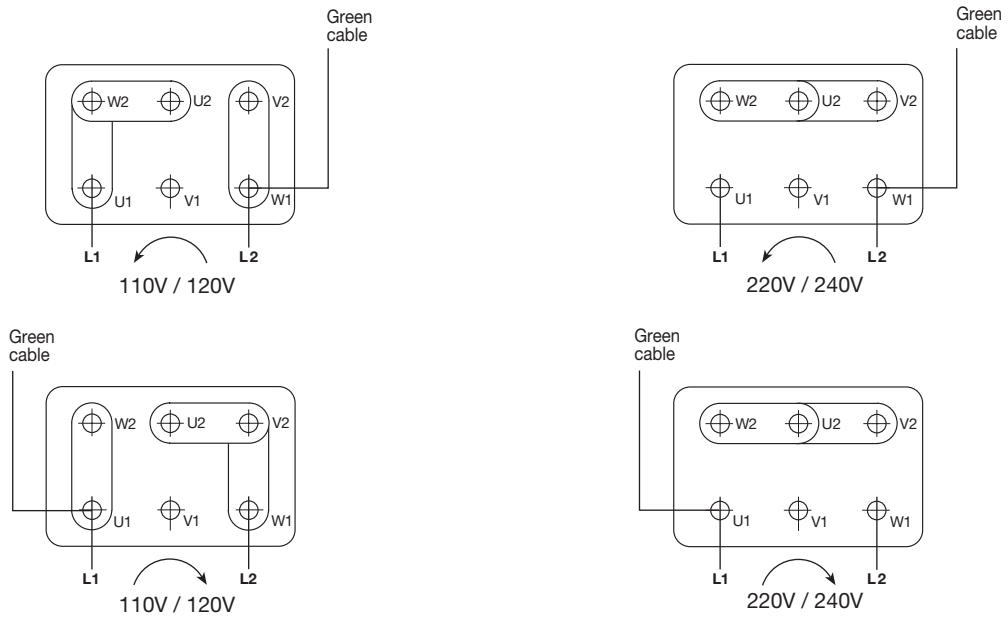 Green
cable
W2 U2 V2
U1 V1 W1
L1 L2
110V / 120V
Green
cable
W2 U2 V2
U1 V1 W1
L1 L2
220V / 240V
Green
cable
W2 U2 V2
U1 V1 W1
L1 L2
110V / 120V
Green
cable
W2 U2 V2
U1 V1 W1
L1 L2
220V / 240V